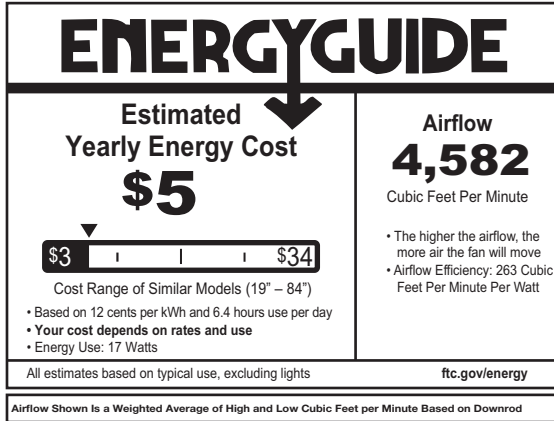 ENERGYGUIDE
Estimated
Yearly Energy Cost
$5
$3
$34
Cost Range of Similar Models (19” – 84”)
• Based on 12 cents per kWh and 6.4 hours use per day
• Your cost depends on rates and use
• Energy Use: 17 Watts
Airflow
4,582
Cubic Feet Per Minute
• The higher the airflow, the
more air the fan will move
• Airflow Efficiency: 263 Cubic
Feet Per Minute Per Watt
All estimates based on typical use, excluding lights
ftc.gov/energy
Airflow Shown Is a Weighted Average of High and Low Cubic Feet per Minute Based on Downrod